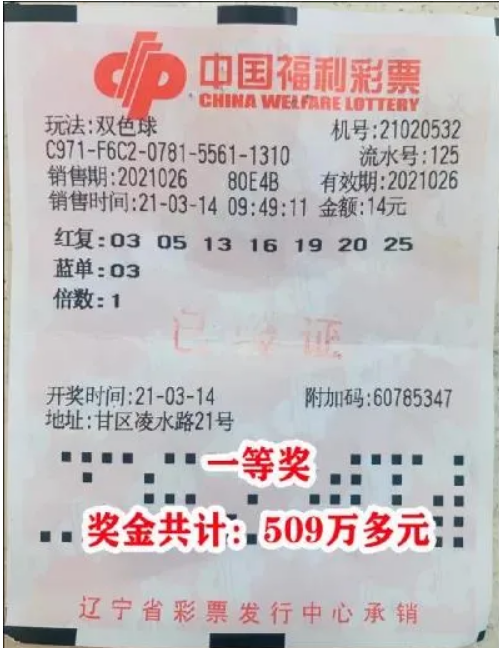 中国福利彩票
CHINA WELFARE LOTTERY
玩法:双色球 机号:21020532
C971-F6C2-0781-5561-1310 流水号:125
销售期:2021026 80E4B 有效期:2021026
销售时间:21-03-14 09:49:11 金额:14元
红复:03 05 13 16 19 20 25
蓝单:03
倍数:1
已验证
开奖时间:21-03-14 附加码:60785347
地址:甘区凌水路21号
一等奖
奖金共计：509万多元
辽宁省彩票发行中心承销